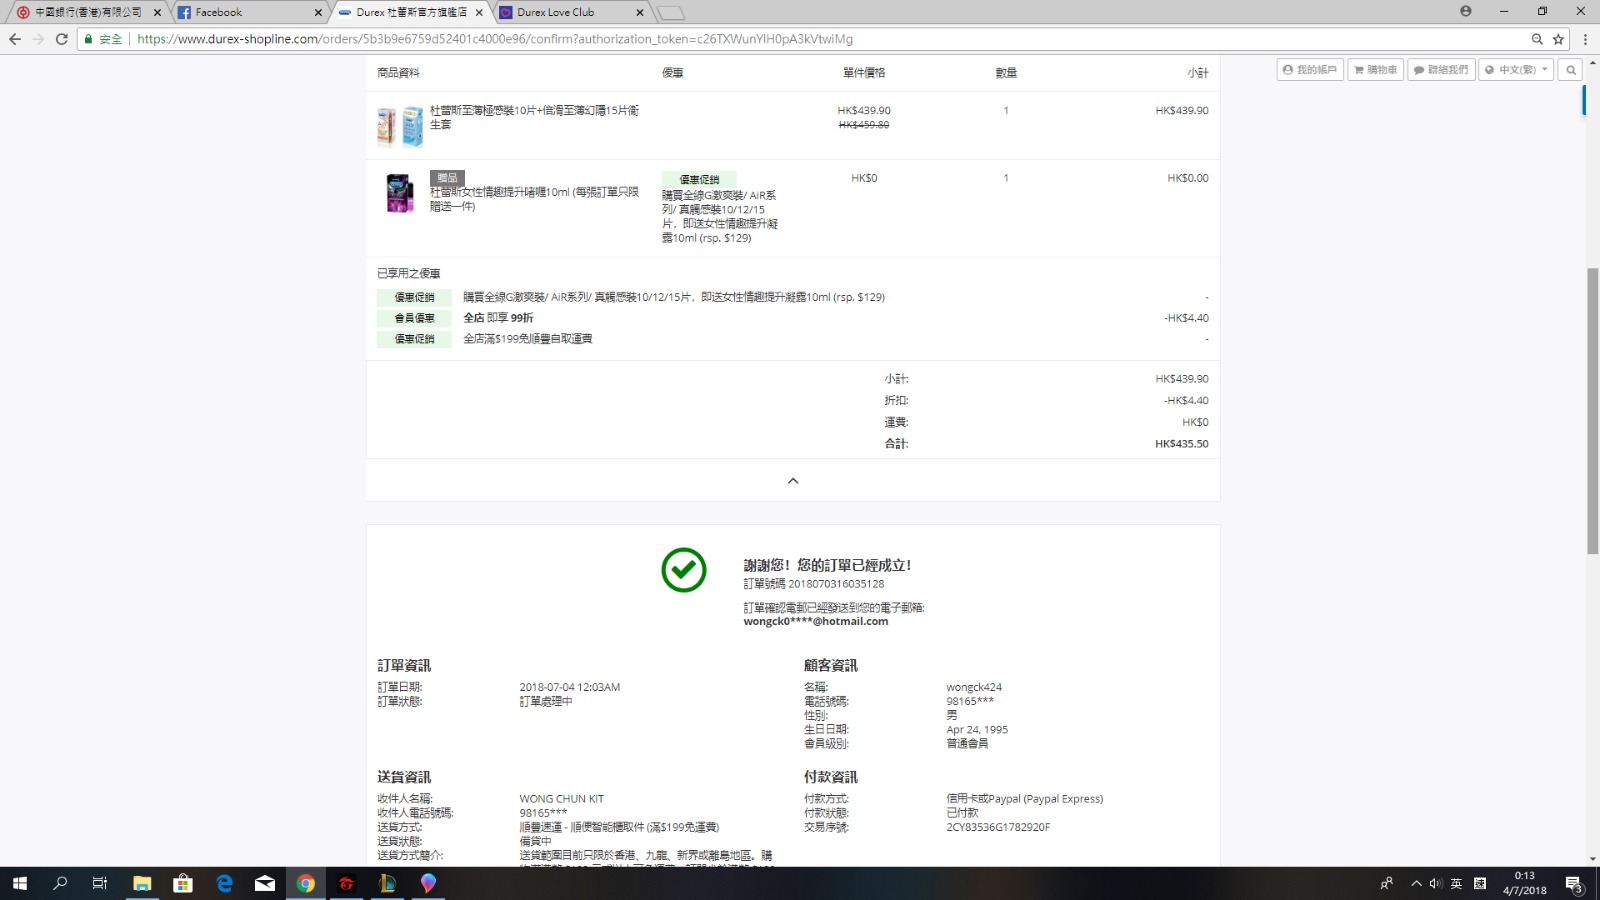 中國銀行(香港)有限公司
Facebook
Durex 杜蕾斯官方旗艦店
Durex Love Club
安全
https://www.durex-shopline.com/orders/5b3b9e6759d52401c4000e96/confirm?authorization_token=c26TXWunYlH0pA3kVtwiMg
我的帳戶
購物車
聯絡我們
中文(繁)
商品資料 優惠 單件價格 數量 小計
杜蕾斯至薄極感裝10片+倍滑至薄幻隱15片衞
生套
HK$439.90
HK$459.80
1
HK$439.90
贈品
杜蕾斯女性情趣提升啫喱10ml (每張訂單只限
贈送一件)
優惠促銷
購買全線G激爽裝/ AiR系
列/ 真觸感裝10/12/15
片，即送女性情趣提升凝
露10ml (rsp. $129)
HK$0
1
HK$0.00
已享用之優惠
優惠促銷 購買全線G激爽裝/ AiR系列/ 真觸感裝10/12/15片，即送女性情趣提升凝露10ml (rsp. $129) -
會員優惠 全店 即享 99折 -HK$4.40
優惠促銷 全店滿$199免順豐自取運費 -
小計: HK$439.90
折扣: -HK$4.40
運費: HK$0
合計: HK$435.50
謝謝您！您的訂單已經成立！
訂單號碼 2018070316035128
訂單確認電郵已經發送到您的電子郵箱:
wongck0****@hotmail.com
訂單資訊
訂單日期: 2018-07-04 12:03AM
訂單狀態: 訂單處理中
顧客資訊
名稱: wongck424
電話號碼: 98165***
性別: 男
生日日期: Apr 24, 1995
會員級別: 普通會員
送貨資訊
收件人名稱: WONG CHUN KIT
收件人電話號碼: 98165***
送貨方式: 順豐速運 - 順便智能櫃取件 (滿$199免運費)
送貨狀態: 備貨中
送貨方式簡介: 送貨範圍目前只限於香港、九龍、新界或離島地區。購
付款資訊
付款方式: 信用卡或Paypal (Paypal Express)
付款狀態: 已付款
交易序號: 2CY83536G1782920F
英
0:13
4/7/2018
3